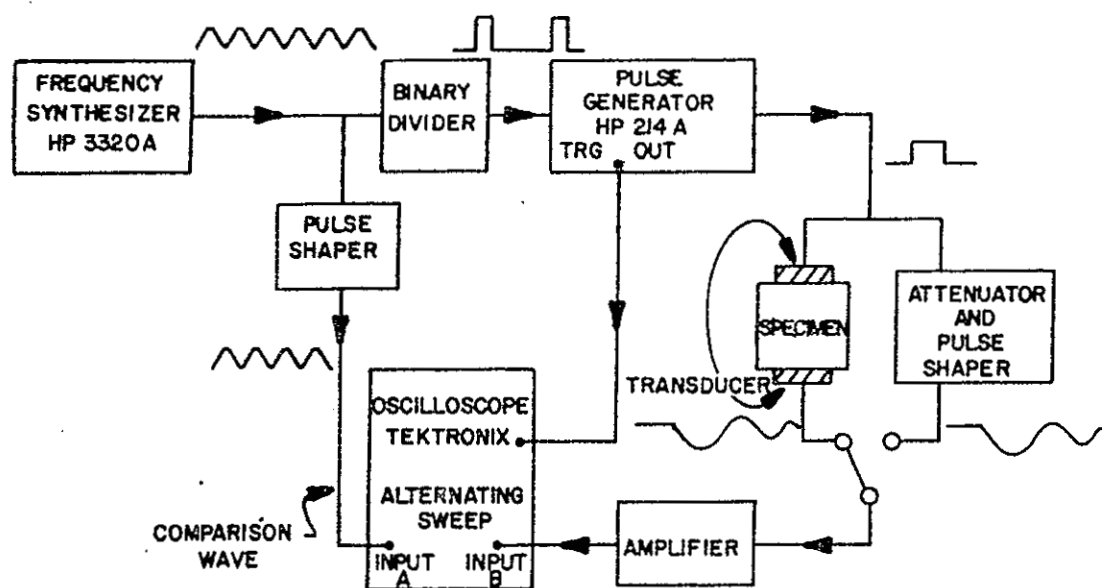 FREQUENCY
SYNTHESIZER
HP 3320A
BINARY
DIVIDER
PULSE
GENERATOR
HP 214 A
TRG OUT
PULSE
SHAPER
SPECIMEN
ATTENUATOR
AND
PULSE
SHAPER
TRANSDUCER
OSCILLOSCOPE
TEKTRONIX
ALTERNATING
SWEEP
INPUT
A
INPUT
B
AMPLIFIER
COMPARISON
WAVE